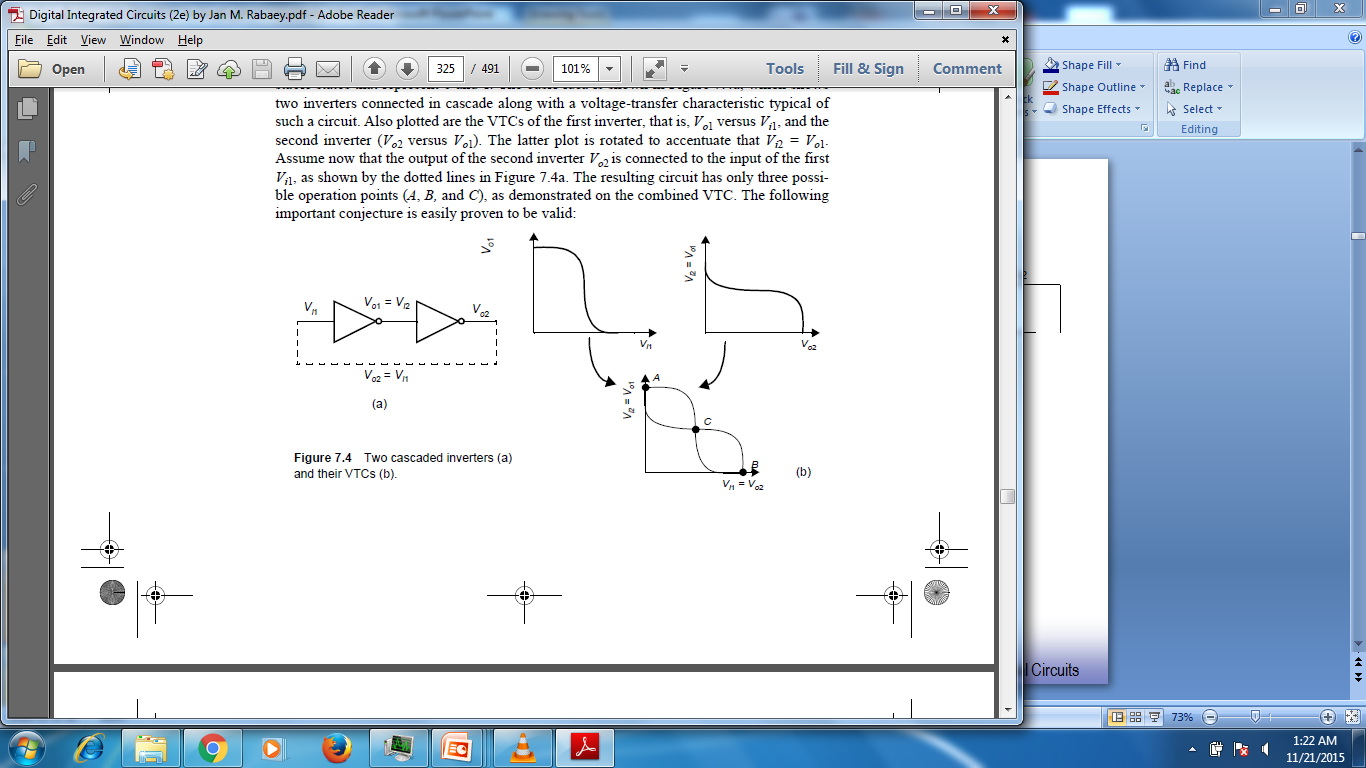 Digital Integrated Circuits (2e) by Jan M. Rabaey.pdf - Adobe Reader
File Edit View Window Help
Open 325 / 491 101% Tools Fill & Sign Comment
Shape Fill
Shape Outline
Shape Effects
Find
Replace
Select
Editing
two inverters connected in cascade along with a voltage-transfer characteristic typical of
such a circuit. Also plotted are the VTCs of the first inverter, that is, Vo1 versus Vi1, and the
second inverter (Vo2 versus Vo1). The latter plot is rotated to accentuate that Vi2 = Vo1.
Assume now that the output of the second inverter Vo2 is connected to the input of the first
Vi1, as shown by the dotted lines in Figure 7.4a. The resulting circuit has only three possi-
ble operation points (A, B, and C), as demonstrated on the combined VTC. The following
important conjecture is easily proven to be valid:
Vi1
Vo1 = Vi2
Vo2
Vo2 = Vi1
(a)
Vo1
Vi1
Vi2 = Vo1
Vo2
Vi2 = Vo1
A
C
B
Vi1 = Vo2
(b)
Figure 7.4 Two cascaded inverters (a)
and their VTCs (b).
2
l Circuits
73%
1:22 AM
11/21/2015